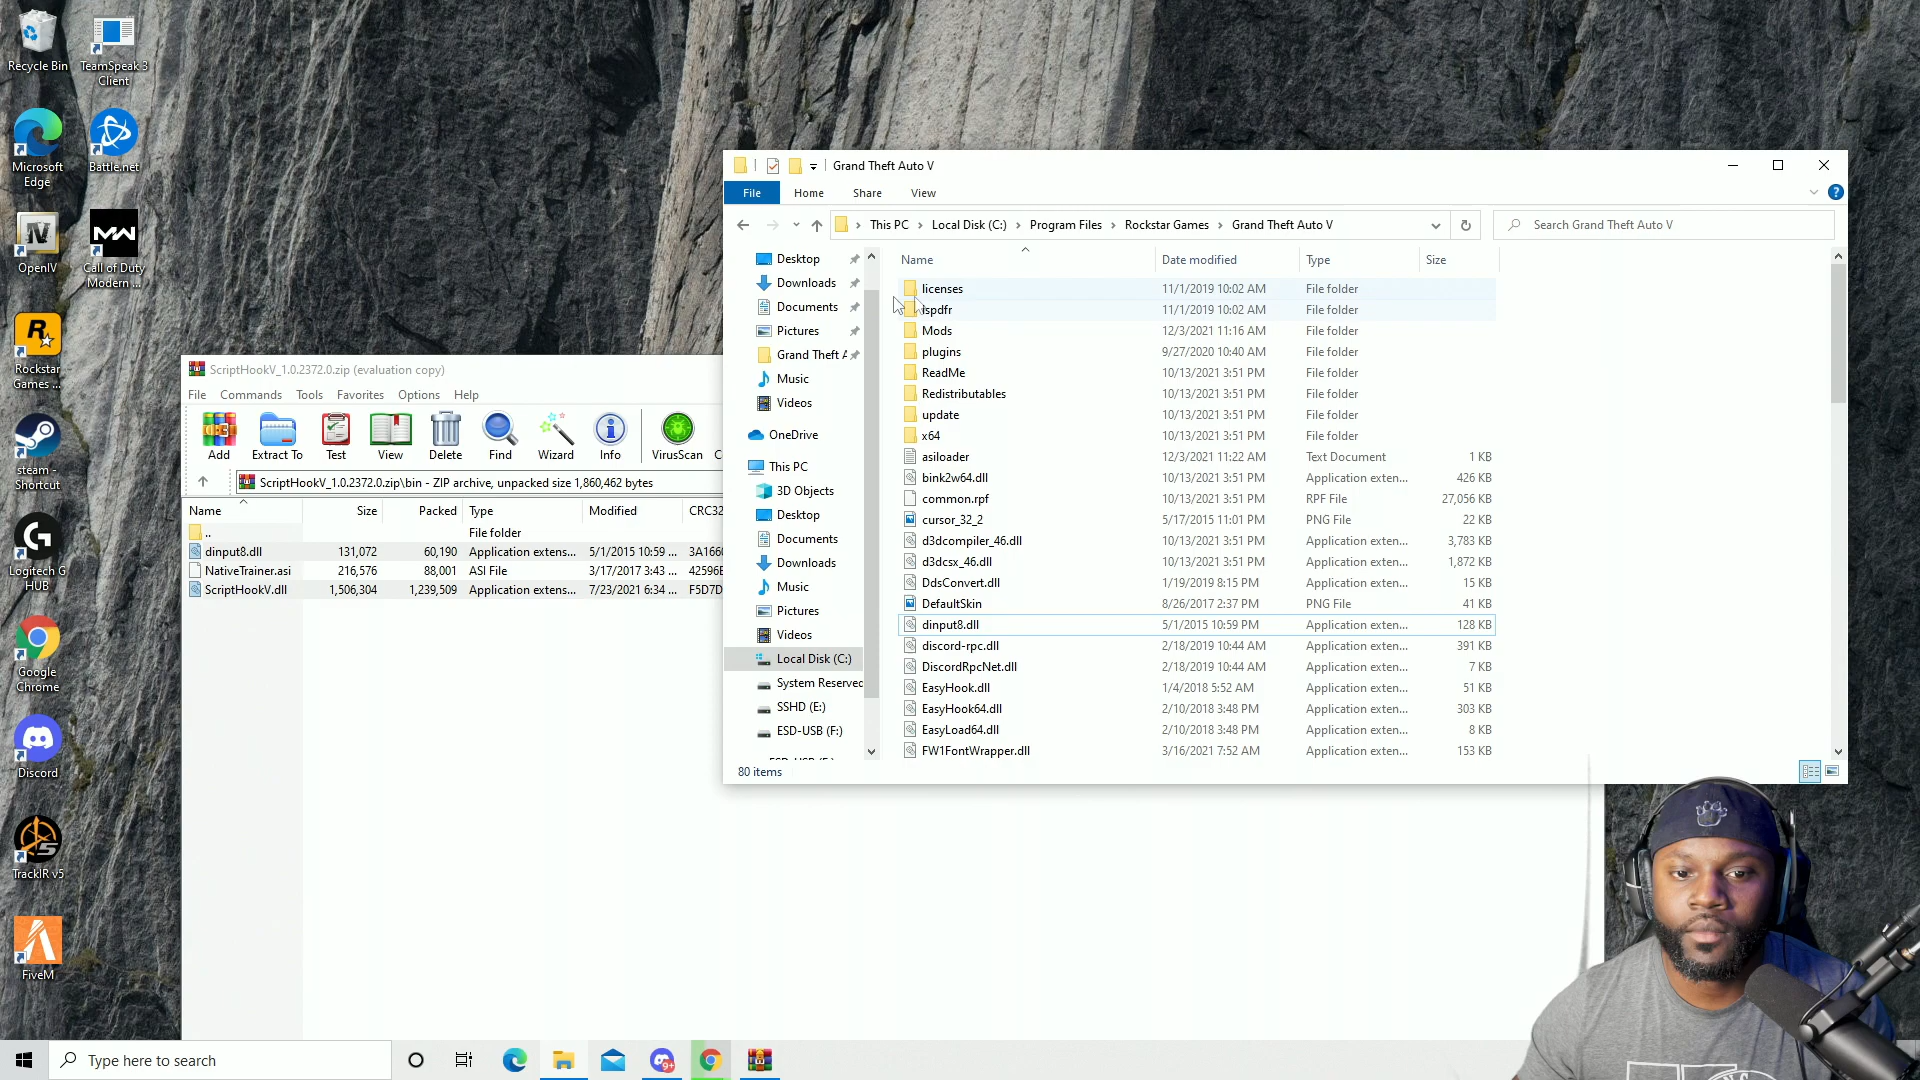 Recycle Bin
TeamSpeak 3
Client
Microsoft
Edge
Battle.net
OpenIV
Call of Duty
Modern ...
Rockstar
Games ...
steam -
Shortcut
Logitech G
HUB
Google
Chrome
Discord
TrackIR v5
FiveM
ScriptHookV_1.0.2372.0.zip (evaluation copy)
File Commands Tools Favorites Options Help
Add Extract To Test View Delete Find Wizard Info VirusScan
ScriptHookV_1.0.2372.0.zip\bin - ZIP archive, unpacked size 1,860,462 bytes
Name Size Packed Type Modified CRC32
.. File folder
dinput8.dll 131,072 60,190 Application extens... 5/1/2015 10:59 ... 3A166
NativeTrainer.asi 216,576 88,001 ASI File 3/17/2017 3:43 ... 42596
ScriptHookV.dll 1,506,304 1,239,509 Application extens... 7/23/2021 6:34 ... F5D7D
Grand Theft Auto V
File Home Share View
This PC › Local Disk (C:) › Program Files › Rockstar Games › Grand Theft Auto V
Search Grand Theft Auto V
Desktop
Downloads
Documents
Pictures
Grand Theft A
Music
Videos
OneDrive
This PC
3D Objects
Desktop
Documents
Downloads
Music
Pictures
Videos
Local Disk (C:)
System Reserved
SSHD (E:)
ESD-USB (F:)
Name Date modified Type Size
licenses 11/1/2019 10:02 AM File folder
lspdfr 11/1/2019 10:02 AM File folder
Mods 12/3/2021 11:16 AM File folder
plugins 9/27/2020 10:40 AM File folder
ReadMe 10/13/2021 3:51 PM File folder
Redistributables 10/13/2021 3:51 PM File folder
update 10/13/2021 3:51 PM File folder
x64 10/13/2021 3:51 PM File folder
asiloader 12/3/2021 11:22 AM Text Document 1 KB
bink2w64.dll 10/13/2021 3:51 PM Application exten... 426 KB
common.rpf 10/13/2021 3:51 PM RPF File 27,056 KB
cursor_32_2 5/17/2015 11:01 PM PNG File 22 KB
d3dcompiler_46.dll 10/13/2021 3:51 PM Application exten... 3,783 KB
d3dcsx_46.dll 10/13/2021 3:51 PM Application exten... 1,872 KB
DdsConvert.dll 1/19/2019 8:15 PM Application exten... 15 KB
DefaultSkin 8/26/2017 2:37 PM PNG File 41 KB
dinput8.dll 5/1/2015 10:59 PM Application exten... 128 KB
discord-rpc.dll 2/18/2019 10:44 AM Application exten... 391 KB
DiscordRpcNet.dll 2/18/2019 10:44 AM Application exten... 7 KB
EasyHook.dll 1/4/2018 5:52 AM Application exten... 51 KB
EasyHook64.dll 2/10/2018 3:48 PM Application exten... 303 KB
EasyLoad64.dll 2/10/2018 3:48 PM Application exten... 8 KB
FW1FontWrapper.dll 3/16/2021 7:52 AM Application exten... 153 KB
80 items
Type here to search